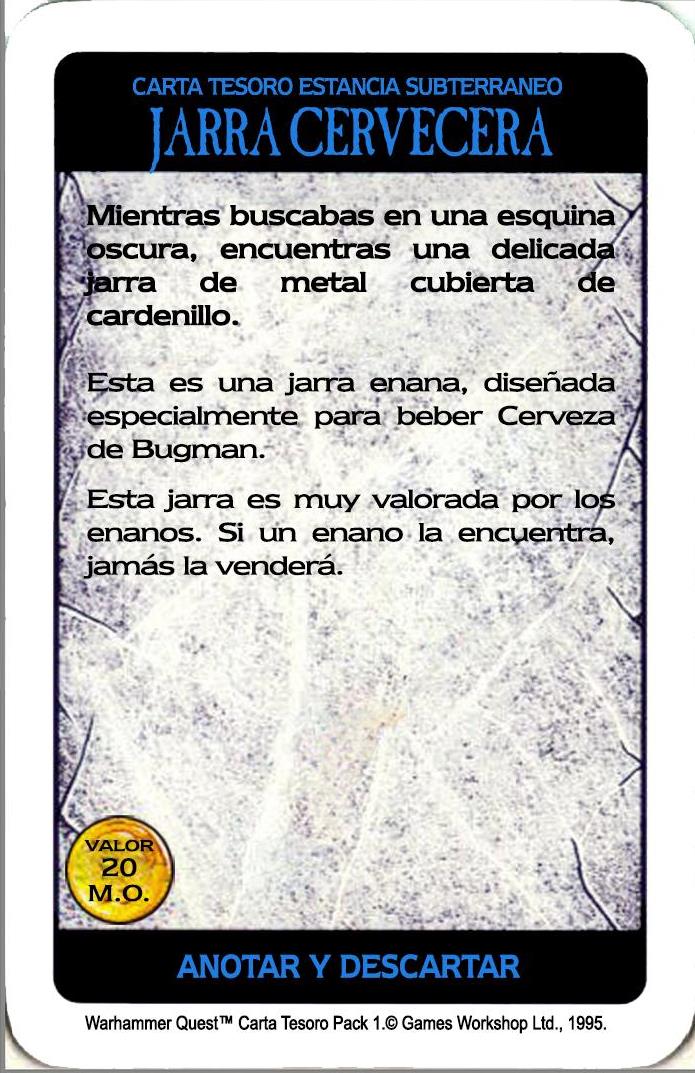 CARTA TESORO ESTANCIA SUBTERRANEO
JARRA CERVECERA
Mientras buscabas en una esquina
oscura, encuentras una delicada
jarra de metal cubierta de
cardenillo.
Esta es una jarra enana, diseñada
especialmente para beber Cerveza
de Bugman.
Esta jarra es muy valorada por los
enanos. Si un enano la encuentra,
jamás la venderá.
VALOR
20
M.O.
ANOTAR Y DESCARTAR
Warhammer Quest™ Carta Tesoro Pack 1.© Games Workshop Ltd., 1995.